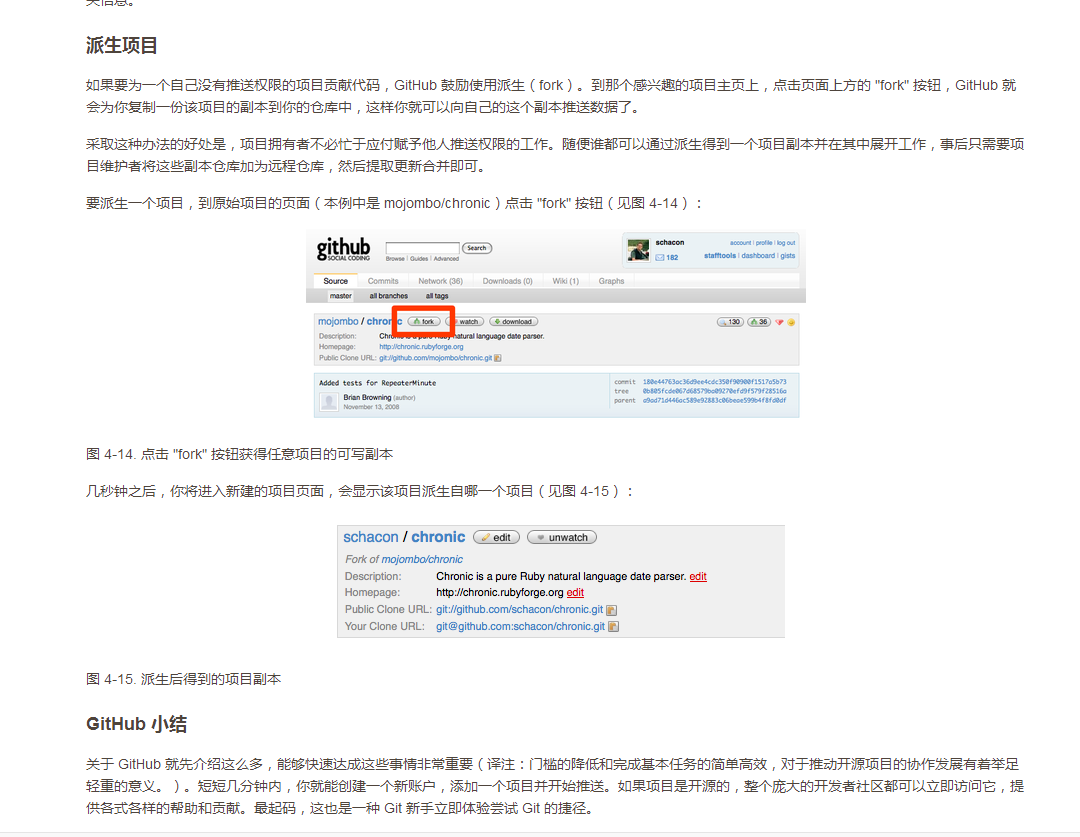 关信息。
派生项目
如果要为一个自己没有推送权限的项目贡献代码，GitHub 鼓励使用派生（fork）。到那个感兴趣的项目主页上，点击页面上方的 "fork" 按钮，GitHub 就
会为你复制一份该项目的副本到你的仓库中，这样你就可以向自己的这个副本推送数据了。
采取这种办法的好处是，项目拥有者不必忙于应付赋予他人推送权限的工作。随便谁都可以通过派生得到一个项目副本并在其中展开工作，事后只需要项
目维护者将这些副本仓库加为远程仓库，然后提取更新合并即可。
要派生一个项目，到原始项目的页面（本例中是 mojombo/chronic）点击 "fork" 按钮（见图 4-14）：
github
SOCIAL CODING
Search
Browse | Guides | Advanced
schacon
182
account | profile | log out
stafftools | dashboard | gists
Source Commits Network (36) Downloads (0) Wiki (1) Graphs
master all branches all tags
mojombo / chronic fork watch download 130 36
Description: Chronic is a pure Ruby natural language date parser.
Homepage: http://chronic.rubyforge.org
Public Clone URL: git://github.com/mojombo/chronic.git
Added tests for RepeaterMinute
Brian Browning (author)
November 13, 2008
commit
tree
parent
图 4-14. 点击 "fork" 按钮获得任意项目的可写副本
几秒钟之后，你将进入新建的项目页面，会显示该项目派生自哪一个项目（见图 4-15）：
schacon / chronic edit unwatch
Fork of mojombo/chronic
Description: Chronic is a pure Ruby natural language date parser. edit
Homepage: http://chronic.rubyforge.org edit
Public Clone URL: git://github.com/schacon/chronic.git
Your Clone URL: git@github.com:schacon/chronic.git
图 4-15. 派生后得到的项目副本
GitHub 小结
关于 GitHub 就先介绍这么多，能够快速达成这些事情非常重要（译注：门槛的降低和完成基本任务的简单高效，对于推动开源项目的协作发展有着举足
轻重的意义。）。短短几分钟内，你就能创建一个新账户，添加一个项目并开始推送。如果项目是开源的，整个庞大的开发者社区都可以立即访问它，提
供各式各样的帮助和贡献。最起码，这也是一种 Git 新手立即体验尝试 Git 的捷径。